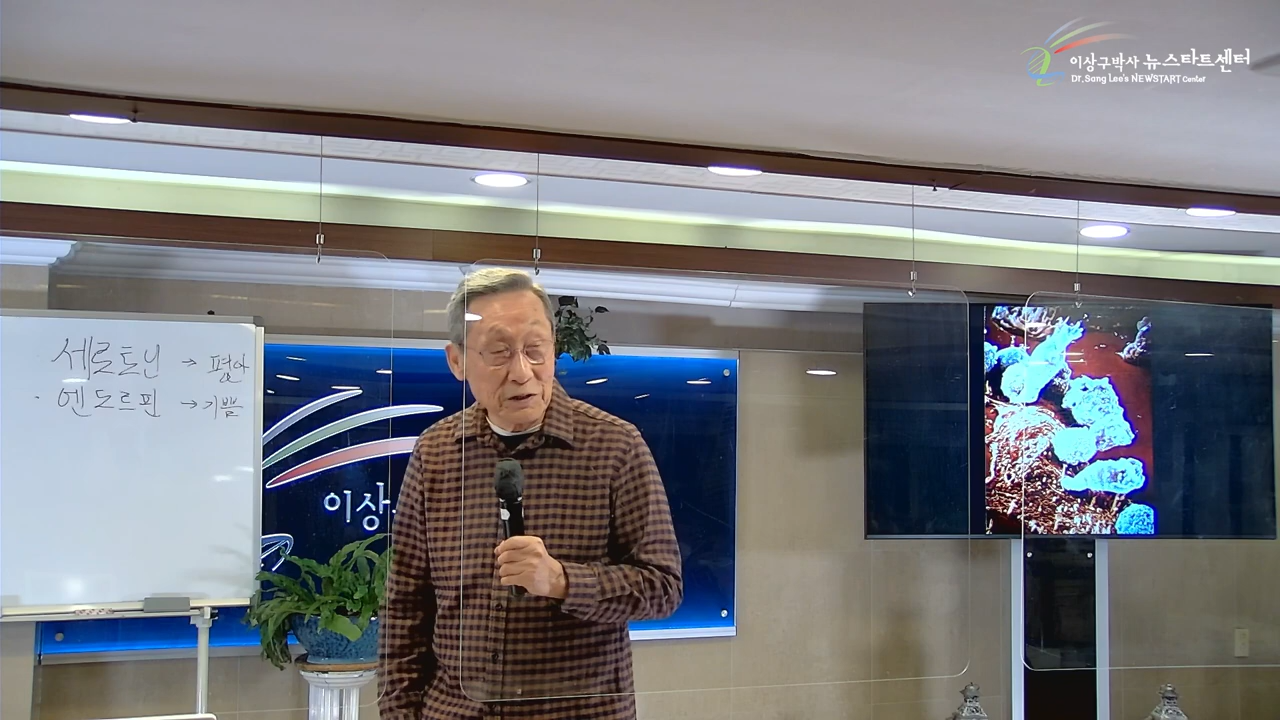 이상구박사 뉴스타트센터
Dr. Sang Lee's NEWSTART Center
세로토닌 → 평안
· 엔도르핀 → 기쁨
이상